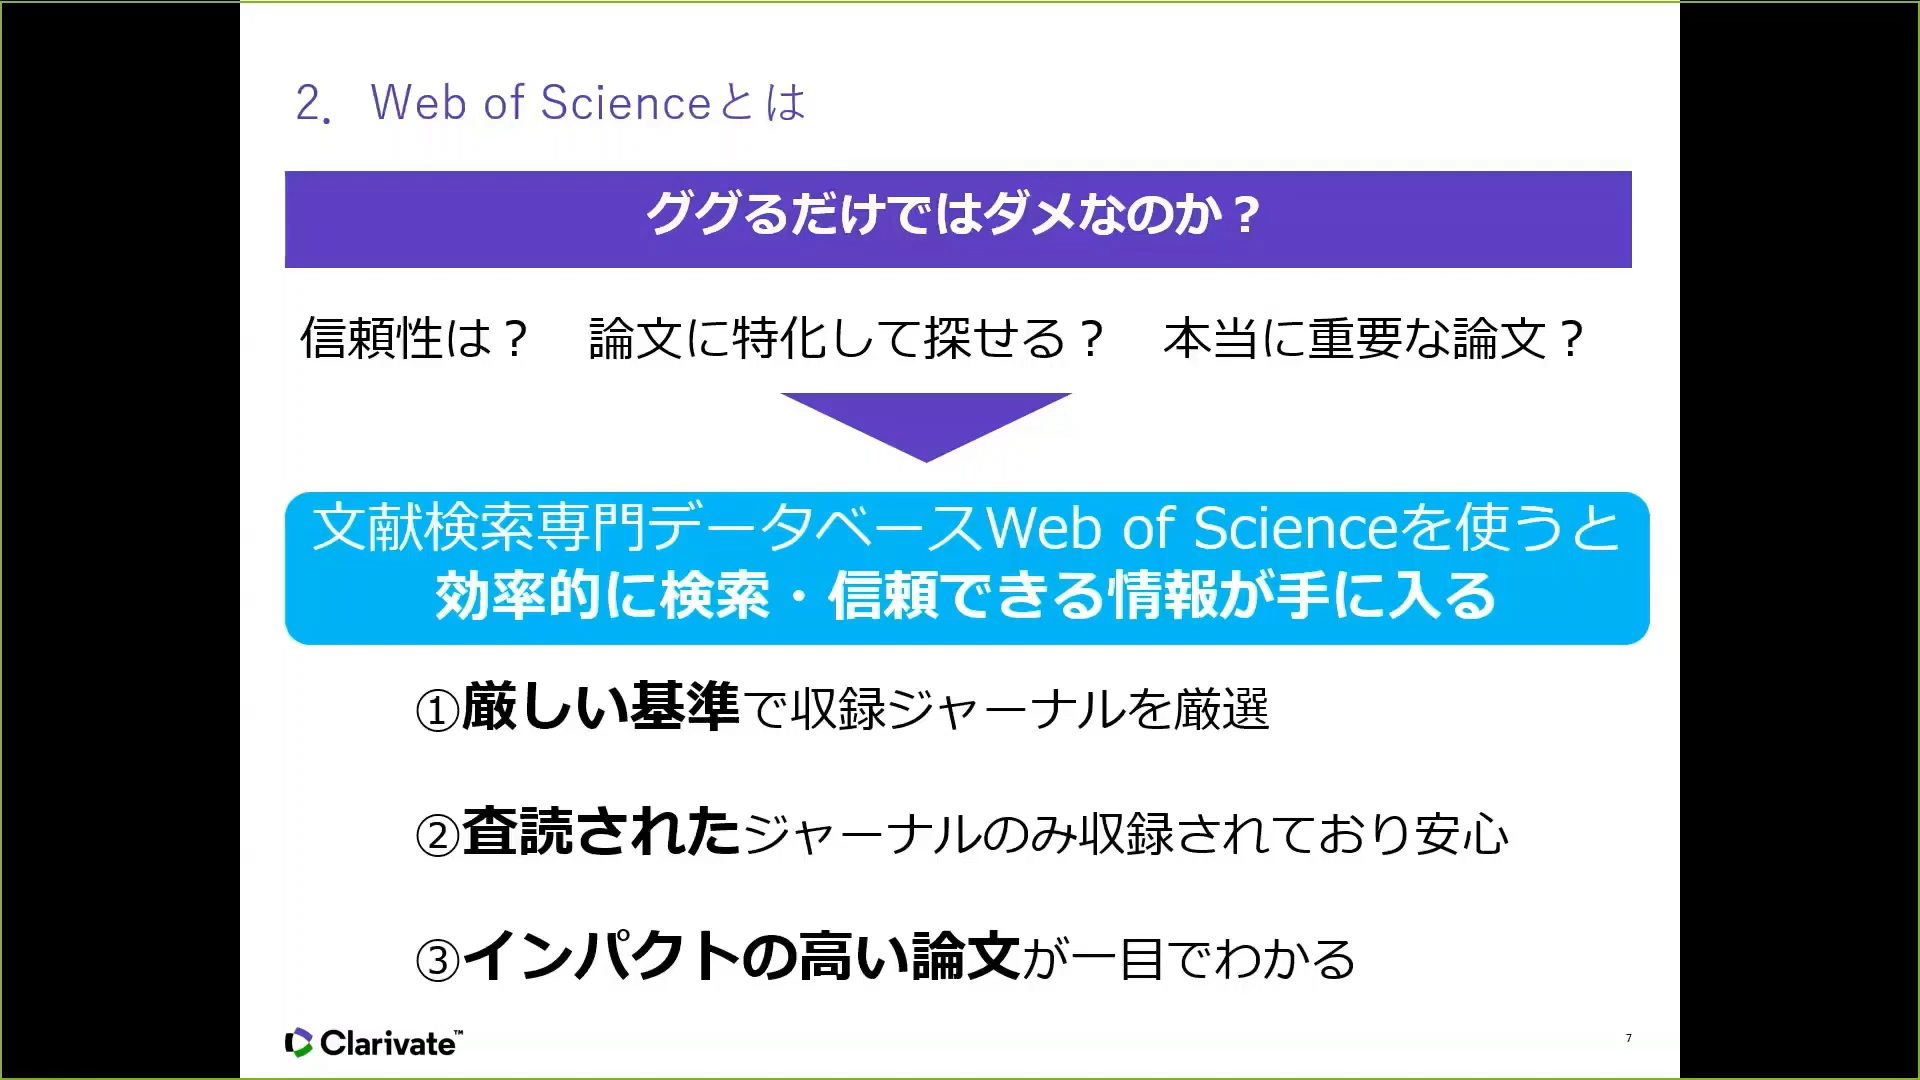 2．Web of Scienceとは
ググるだけではダメなのか？
信頼性は？　論文に特化して探せる？　本当に重要な論文？
文献検索専門データベースWeb of Scienceを使うと
効率的に検索・信頼できる情報が手に入る
①厳しい基準で収録ジャーナルを厳選
②査読されたジャーナルのみ収録されており安心
③インパクトの高い論文が一目でわかる
Clarivate™
7